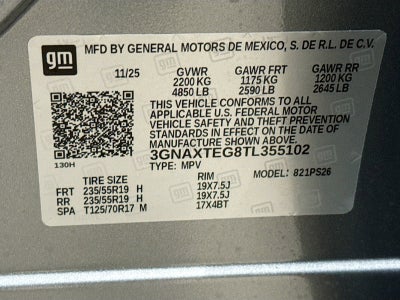 gm
MFD BY GENERAL MOTORS DE MEXICO, S. DE R.L. DE C.V.
11/25 GVWR GAWR FRT GAWR RR
2200 KG 1175 KG 1200 KG
4850 LB 2590 LB 2645 LB
THIS VEHICLE CONFORMS TO ALL
APPLICABLE U.S. FEDERAL MOTOR
VEHICLE SAFETY AND THEFT PREVENTION
STANDARDS IN EFFECT ON THE DATE OF
MANUFACTURE SHOWN ABOVE.
3GNAXTEG8TL355102
130H
TYPE: MPV MODEL: 821PS26
TIRE SIZE RIM
FRT 235/55R19 H 19X7.5J
RR 235/55R19 H 19X7.5J
SPA T125/70R17 M 17X4BT